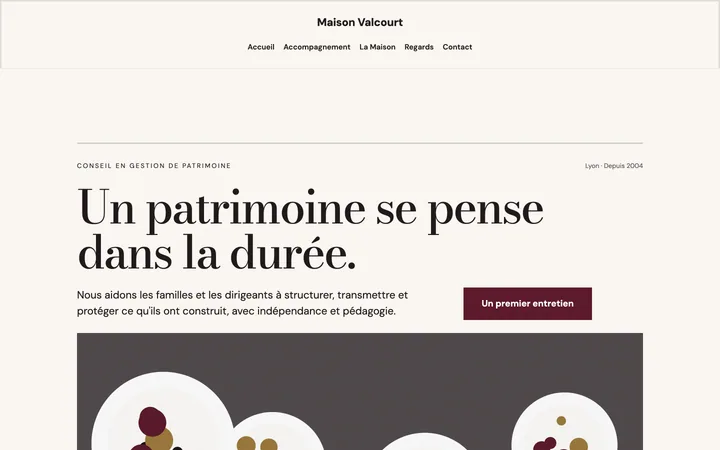 Maison Valcourt
Accueil Accompagnement La Maison Regards Contact
CONSEIL EN GESTION DE PATRIMOINE
Lyon · Depuis 2004
Un patrimoine se pense
dans la durée.
Nous aidons les familles et les dirigeants à structurer, transmettre et
protéger ce qu'ils ont construit, avec indépendance et pédagogie.
Un premier entretien